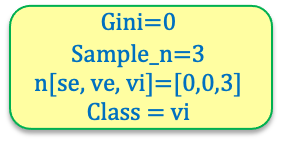 Gini=0
Sample_n=3
n[se, ve, vi]=[0,0,3]
Class = vi